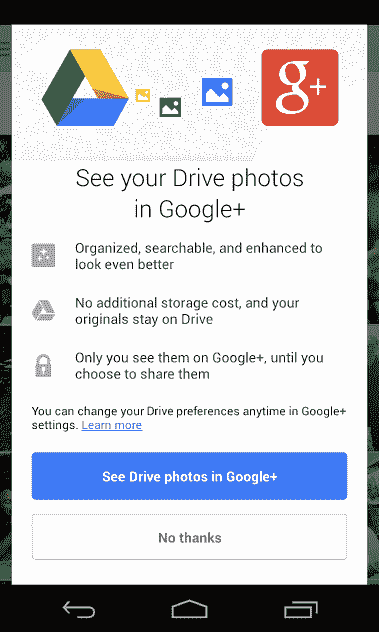 g+
See your Drive photos
in Google+
Organized, searchable, and enhanced to
look even better
No additional storage cost, and your
originals stay on Drive
Only you see them on Google+, until you
choose to share them
You can change your Drive preferences anytime in Google+
settings. Learn more
See Drive photos in Google+
No thanks